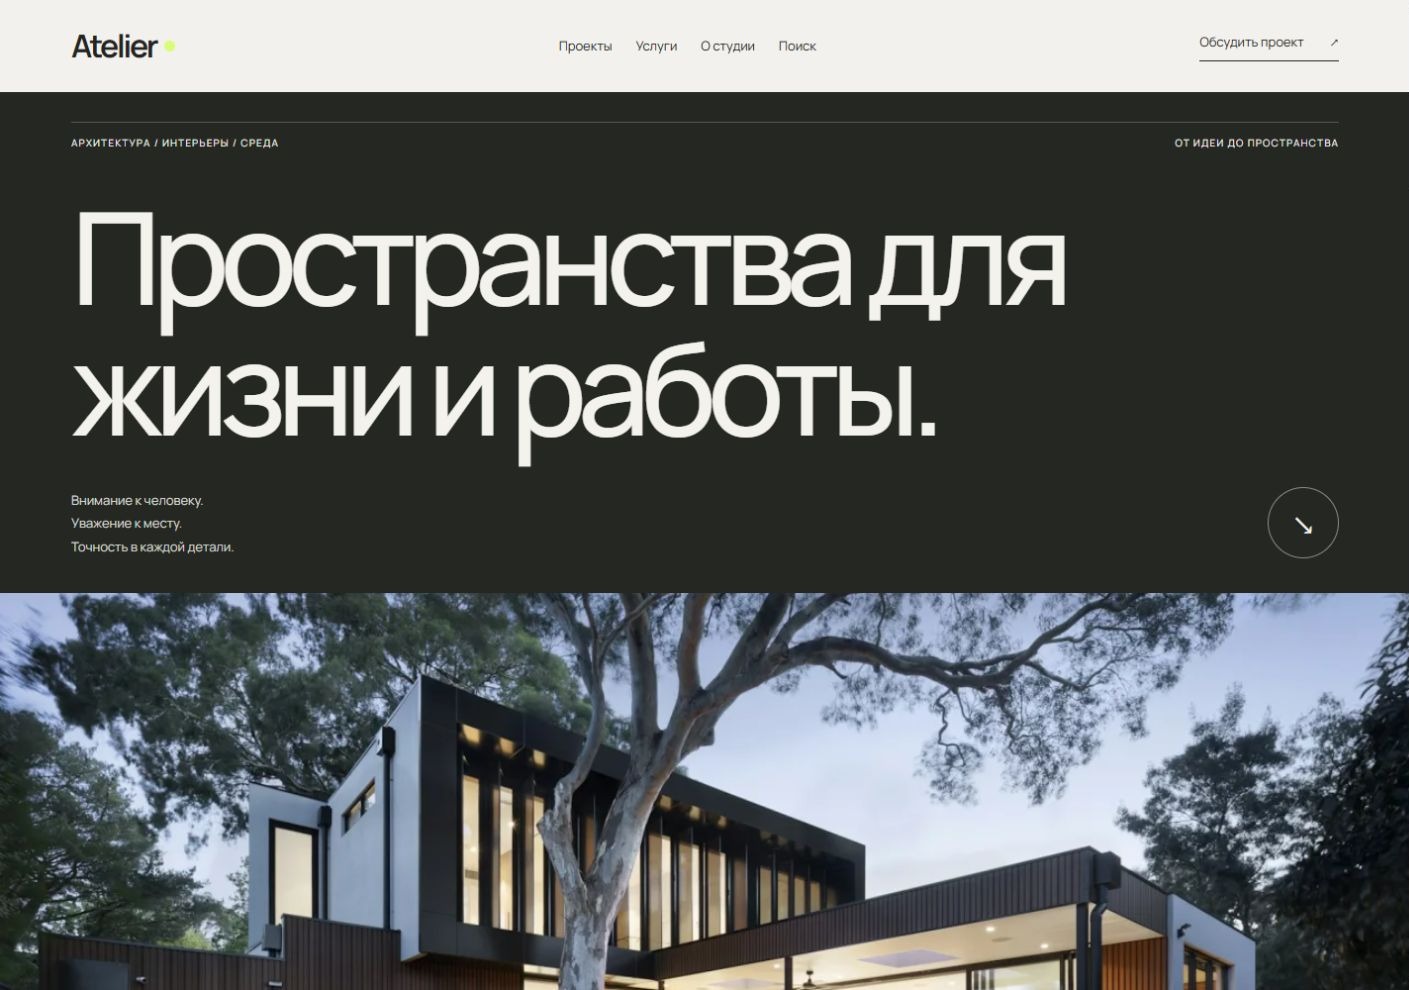 Atelier
Проекты Услуги О студии Поиск
Обсудить проект ↗
АРХИТЕКТУРА / ИНТЕРЬЕРЫ / СРЕДА
ОТ ИДЕИ ДО ПРОСТРАНСТВА
Пространства для
жизни и работы.
Внимание к человеку.
Уважение к месту.
Точность в каждой детали.
↘